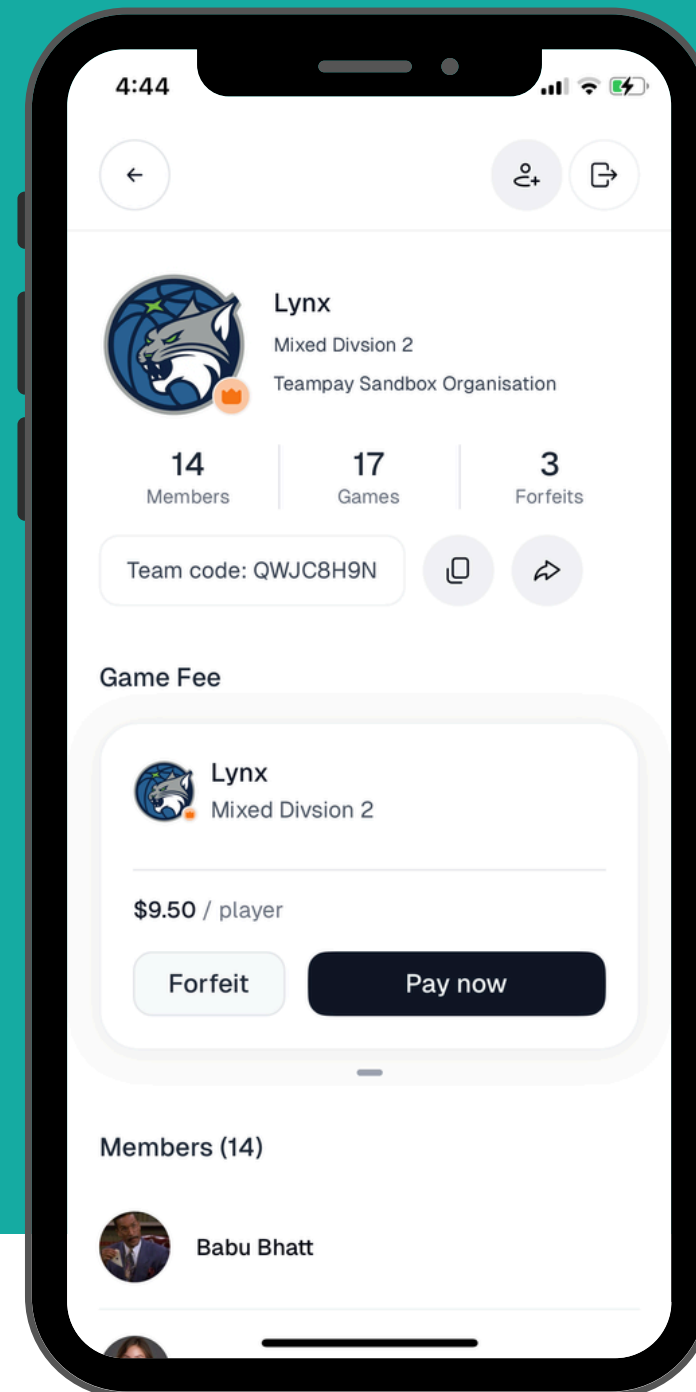 4:44
Lynx
Mixed Divsion 2
Teampay Sandbox Organisation
14 17 3
Members Games Forfeits
Team code: QWJC8H9N
Game Fee
Lynx
Mixed Divsion 2
$9.50 / player
Forfeit Pay now
Members (14)
Babu Bhatt